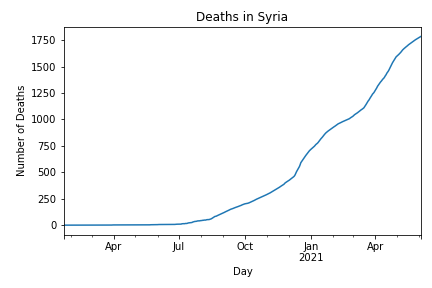 Deaths in Syria
Number of Deaths
1750
1500
1250
1000
750
500
250
0
Apr
Jul
Oct
Jan
2021
Apr
Day